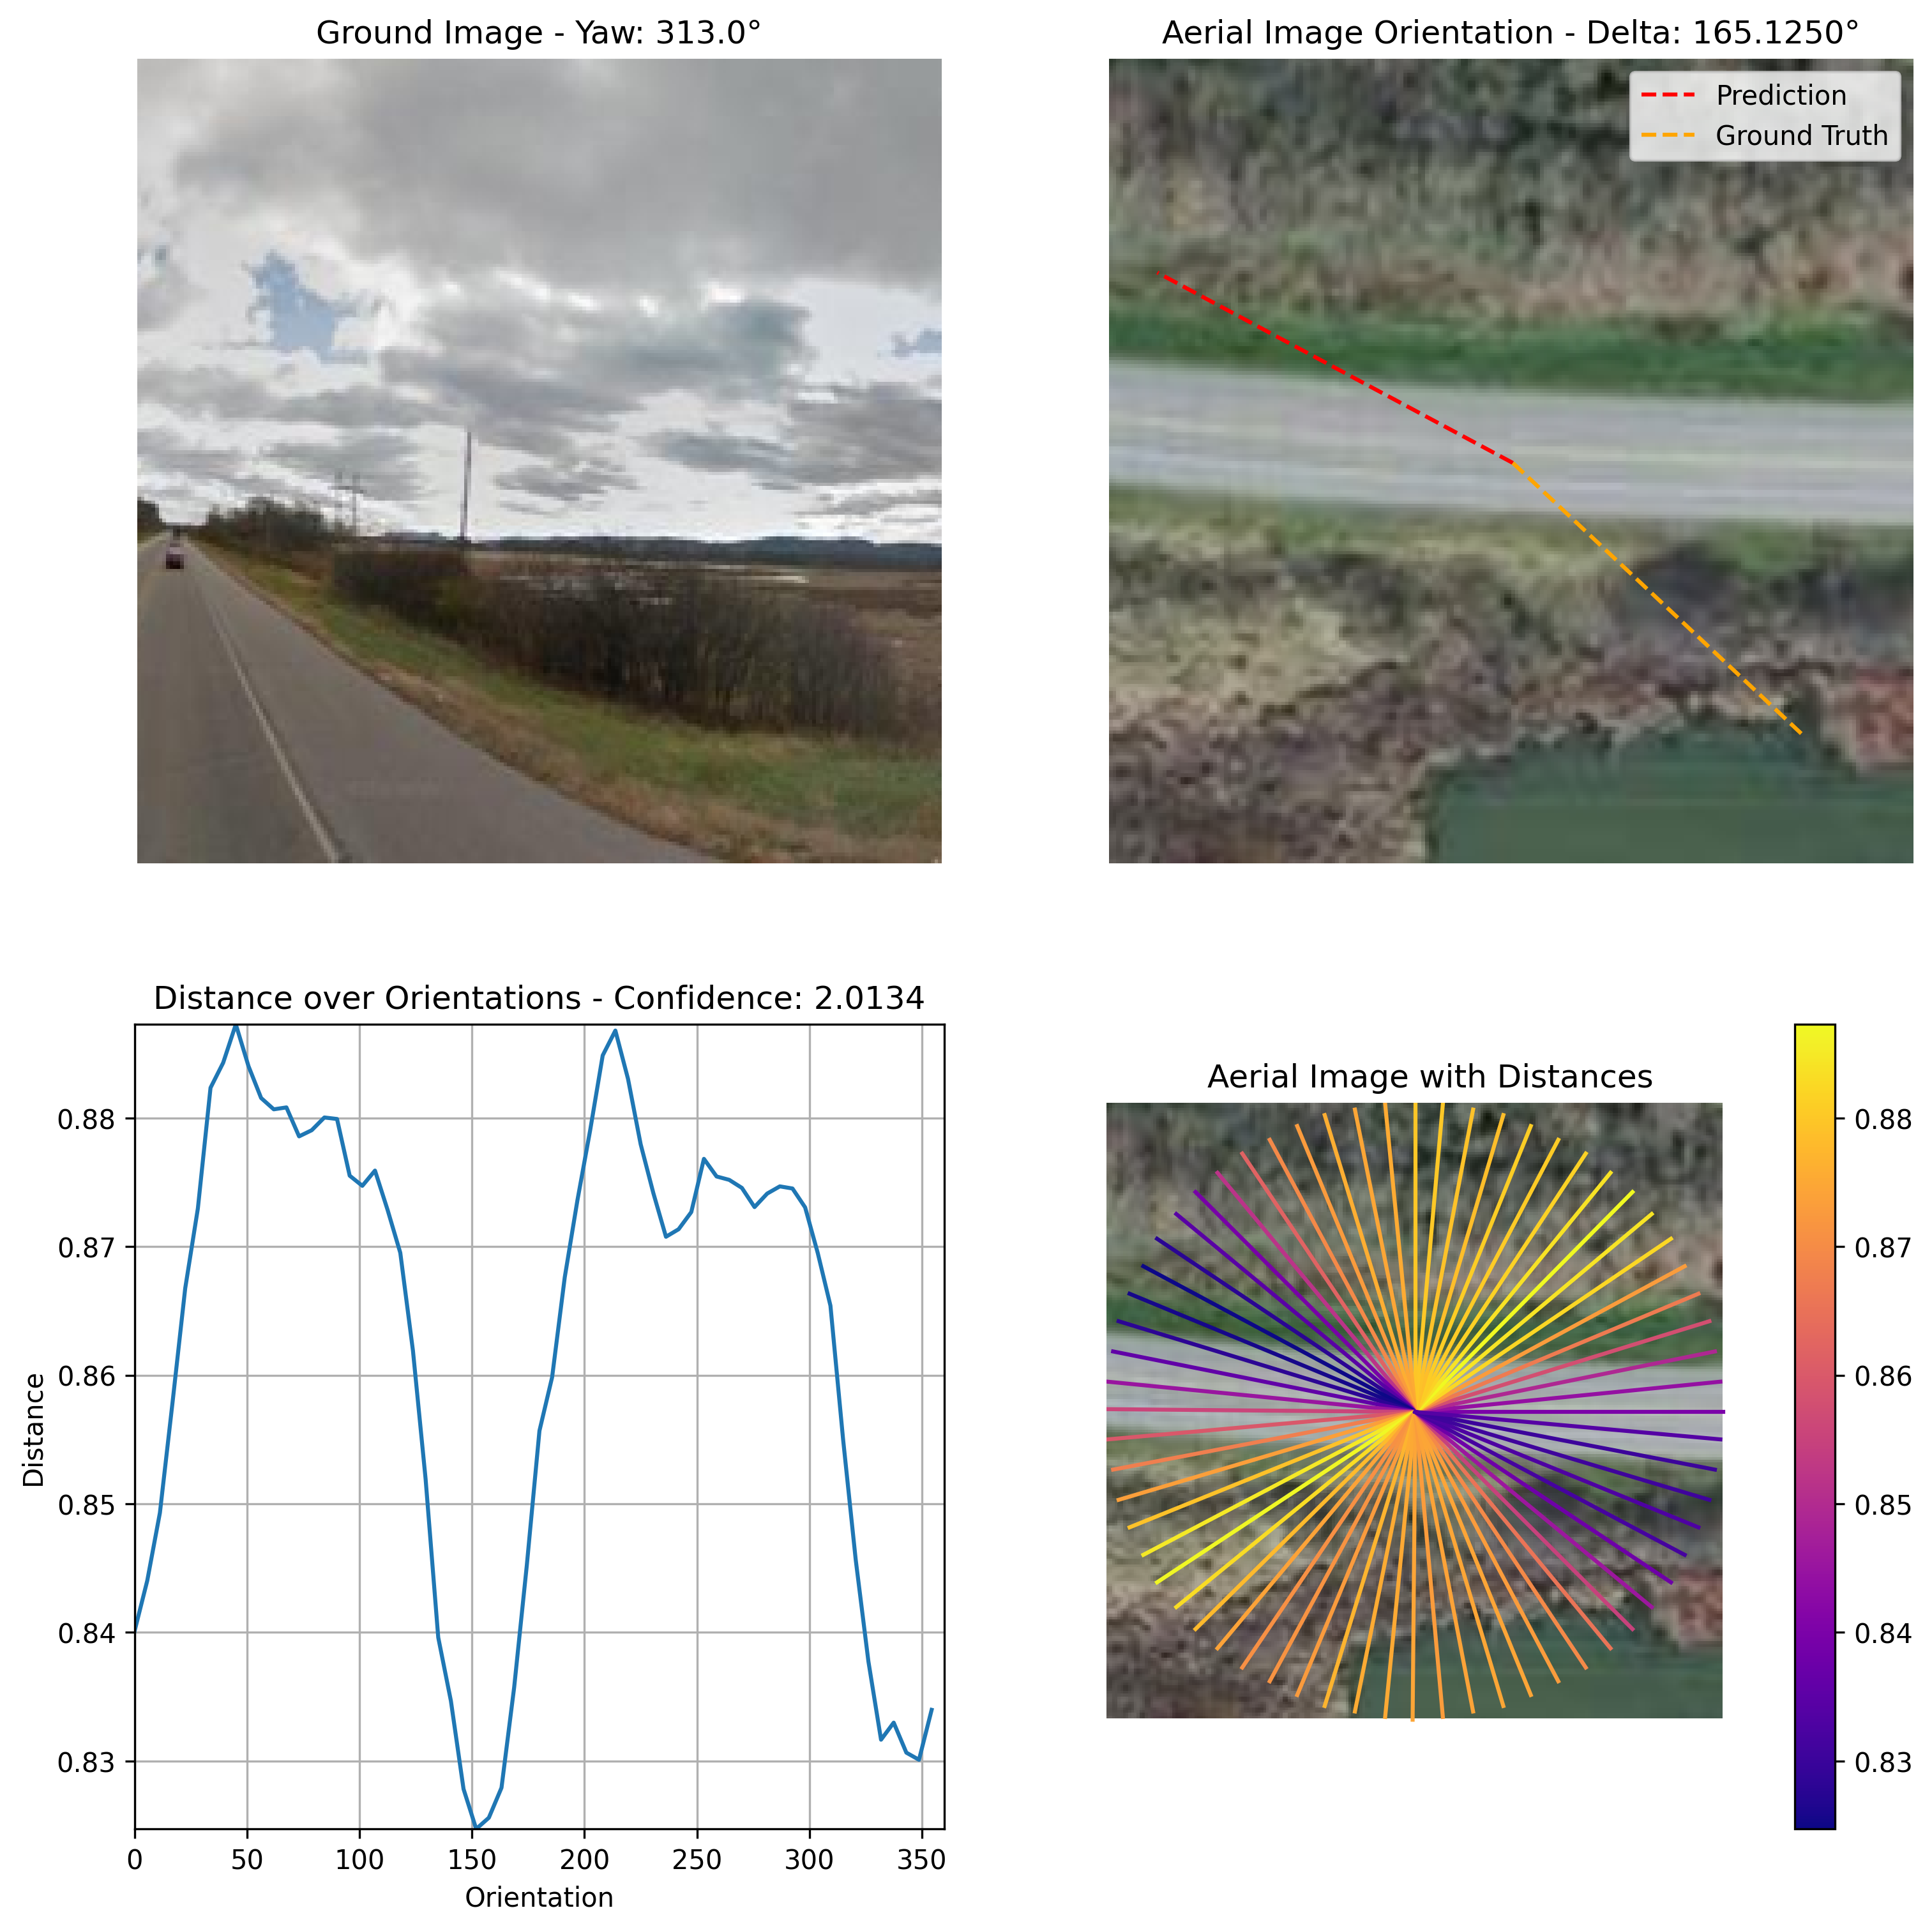 Ground Image - Yaw: 313.0°
Aerial Image Orientation - Delta: 165.1250°
Prediction
Ground Truth
Distance over Orientations - Confidence: 2.0134
Distance
0.88
0.87
0.86
0.85
0.84
0.83
0
50
100
150
200
250
300
350
Orientation
Aerial Image with Distances
0.88
0.87
0.86
0.85
0.84
0.83